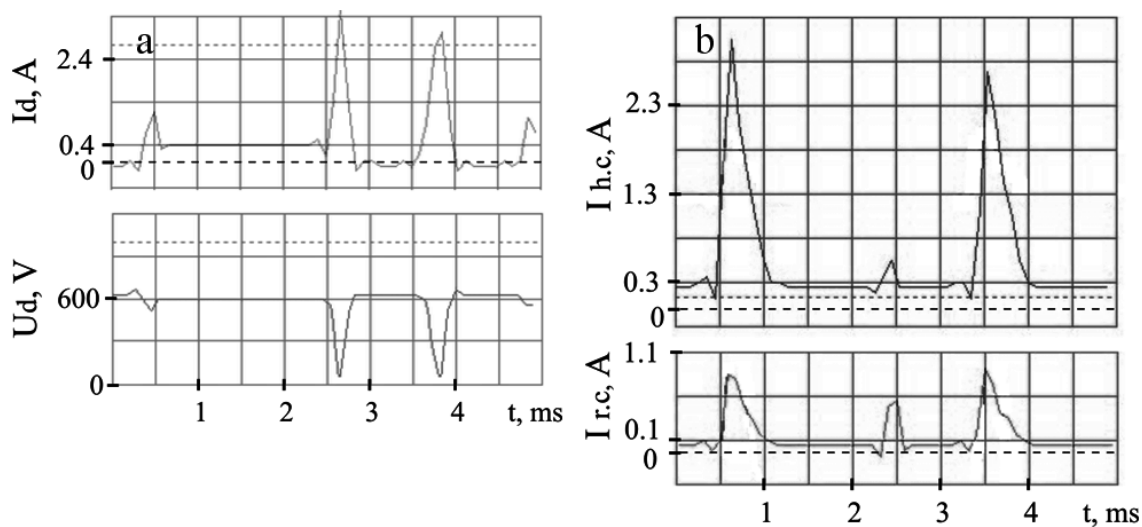 a
Id, A
2.4
0.4
0
Ud, V
600
0
1 2 3 4 t, ms
b
I h.c, A
2.3
1.3
0.3
0
I r.c, A
1.1
0.1
0
1 2 3 4 t, ms